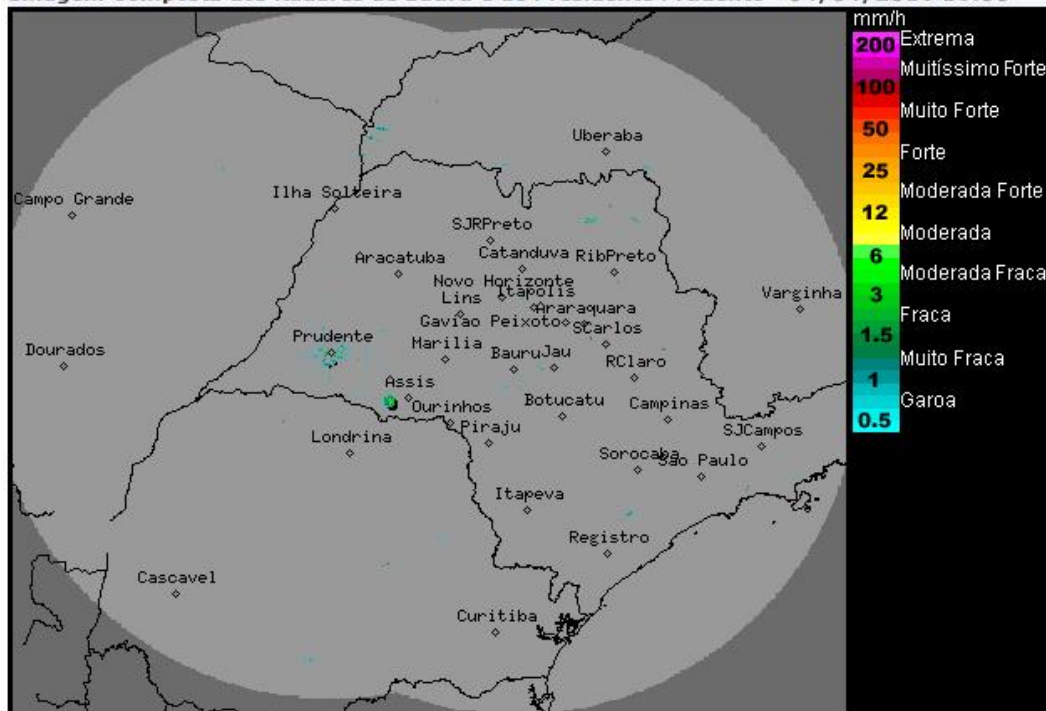 mm/h
200 Extrema
Muitíssimo Forte
100
Muito Forte
50
Forte
25
Moderada Forte
12
Moderada
6
Moderada Fraca
3
Fraca
1.5
Muito Fraca
1
Garoa
0.5
Uberaba
Campo Grande
Ilha Solteira
SJRPreto
Catanduva
Aracatuba
RibPreto
Novo Horizonte
Itapolis
Varginha
Lins
Araraquara
Gaviao Peixoto
SCarlos
Prudente
Marilia
Dourados
Bauru
Jau
RClaro
Assis
Ourinhos
Botucatu
Campinas
Piraju
SJCampos
Londrina
Sorocaba
Sao Paulo
Itapeva
Registro
Cascavel
Curitiba